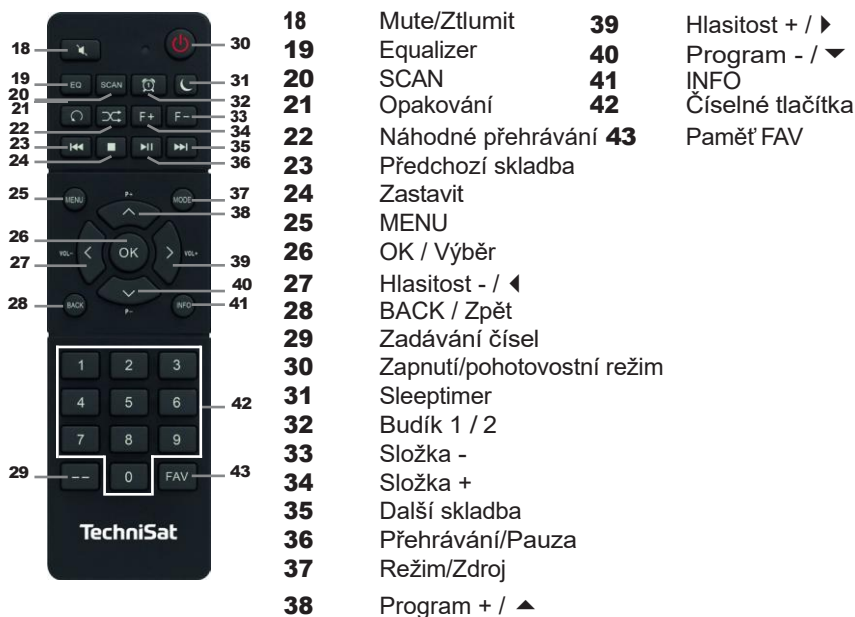 18 Mute/Ztlumit
19 Equalizer
20 SCAN
21 Opakování
22 Náhodné přehrávání
23 Předchozí skladba
24 Zastavit
25 MENU
26 OK / Výběr
27 Hlasitost - / ◀
28 BACK / Zpět
29 Zadávání čísel
30 Zapnutí/pohotovostní režim
31 Sleeptimer
32 Budík 1 / 2
33 Složka -
34 Složka +
35 Další skladba
36 Přehrávání/Pauza
37 Režim/Zdroj
38 Program + / ▲
39 Hlasitost + / ▶
40 Program - / ▼
41 INFO
42 Číselné tlačítka
43 Paměť FAV
18
30
19
EQ
SCAN
31
20
32
21
F+
F-
33
22
34
23
35
24
36
25
MENU
P+
MODE
37
38
26
VOL-
OK
VOL+
27
39
40
28
BACK
P-
INFO
41
1 2 3
4 5 6
42
7 8 9
29
-- 0 FAV
43
TechniSat